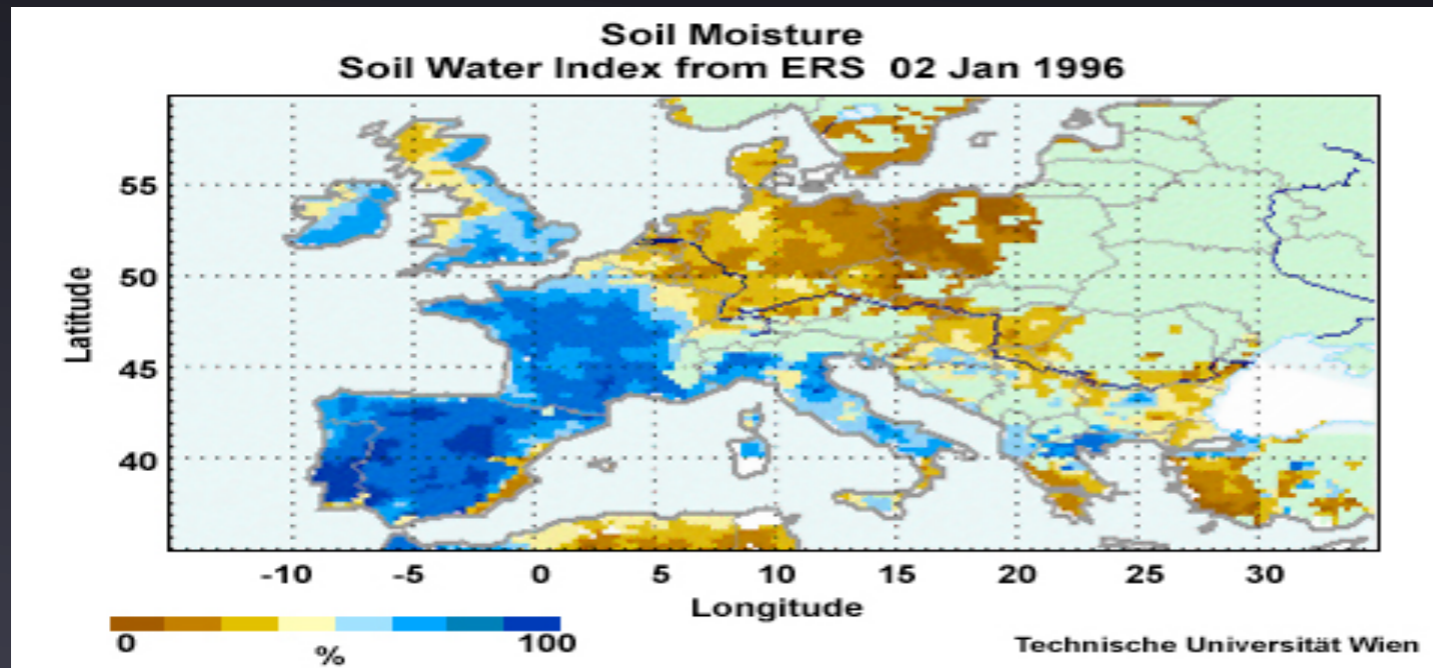 Soil Moisture
Soil Water Index from ERS 02 Jan 1996
Latitude
55
50
45
40
-10 -5 0 5 10 15 20 25 30
Longitude
0 % 100
Technische Universität Wien